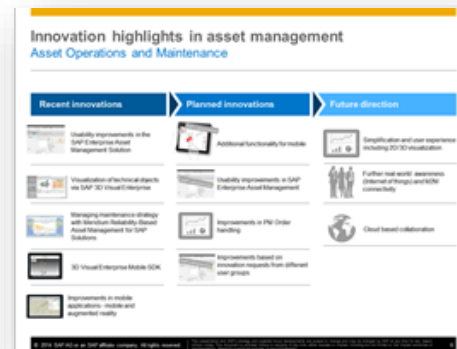 Innovation highlights in asset management
Asset Operations and Maintenance
Recent innovations
Planned innovations
Future direction
Usability improvements in the
SAP Enterprise Asset
Management Solution
Visualization of technical objects
via SAP 3D Visual Enterprise
Managing maintenance strategy
with Meridium Reliability-Based
Asset Management for SAP
Solutions
3D Visual Enterprise Mobile SDK
Improvements in mobile
applications - mobile and
augmented reality
Additional functionality for mobile
Usability improvements in SAP
Enterprise Asset Management
Improvements in PM Order
handling
Improvements based on
innovation requests from different
user groups
Simplification and user experience
including 2D/3D visualization
Further real-world awareness
(Internet of things) and M2M
connectivity
Cloud based collaboration
© 2014 SAP AG or an SAP affiliate company. All rights reserved.